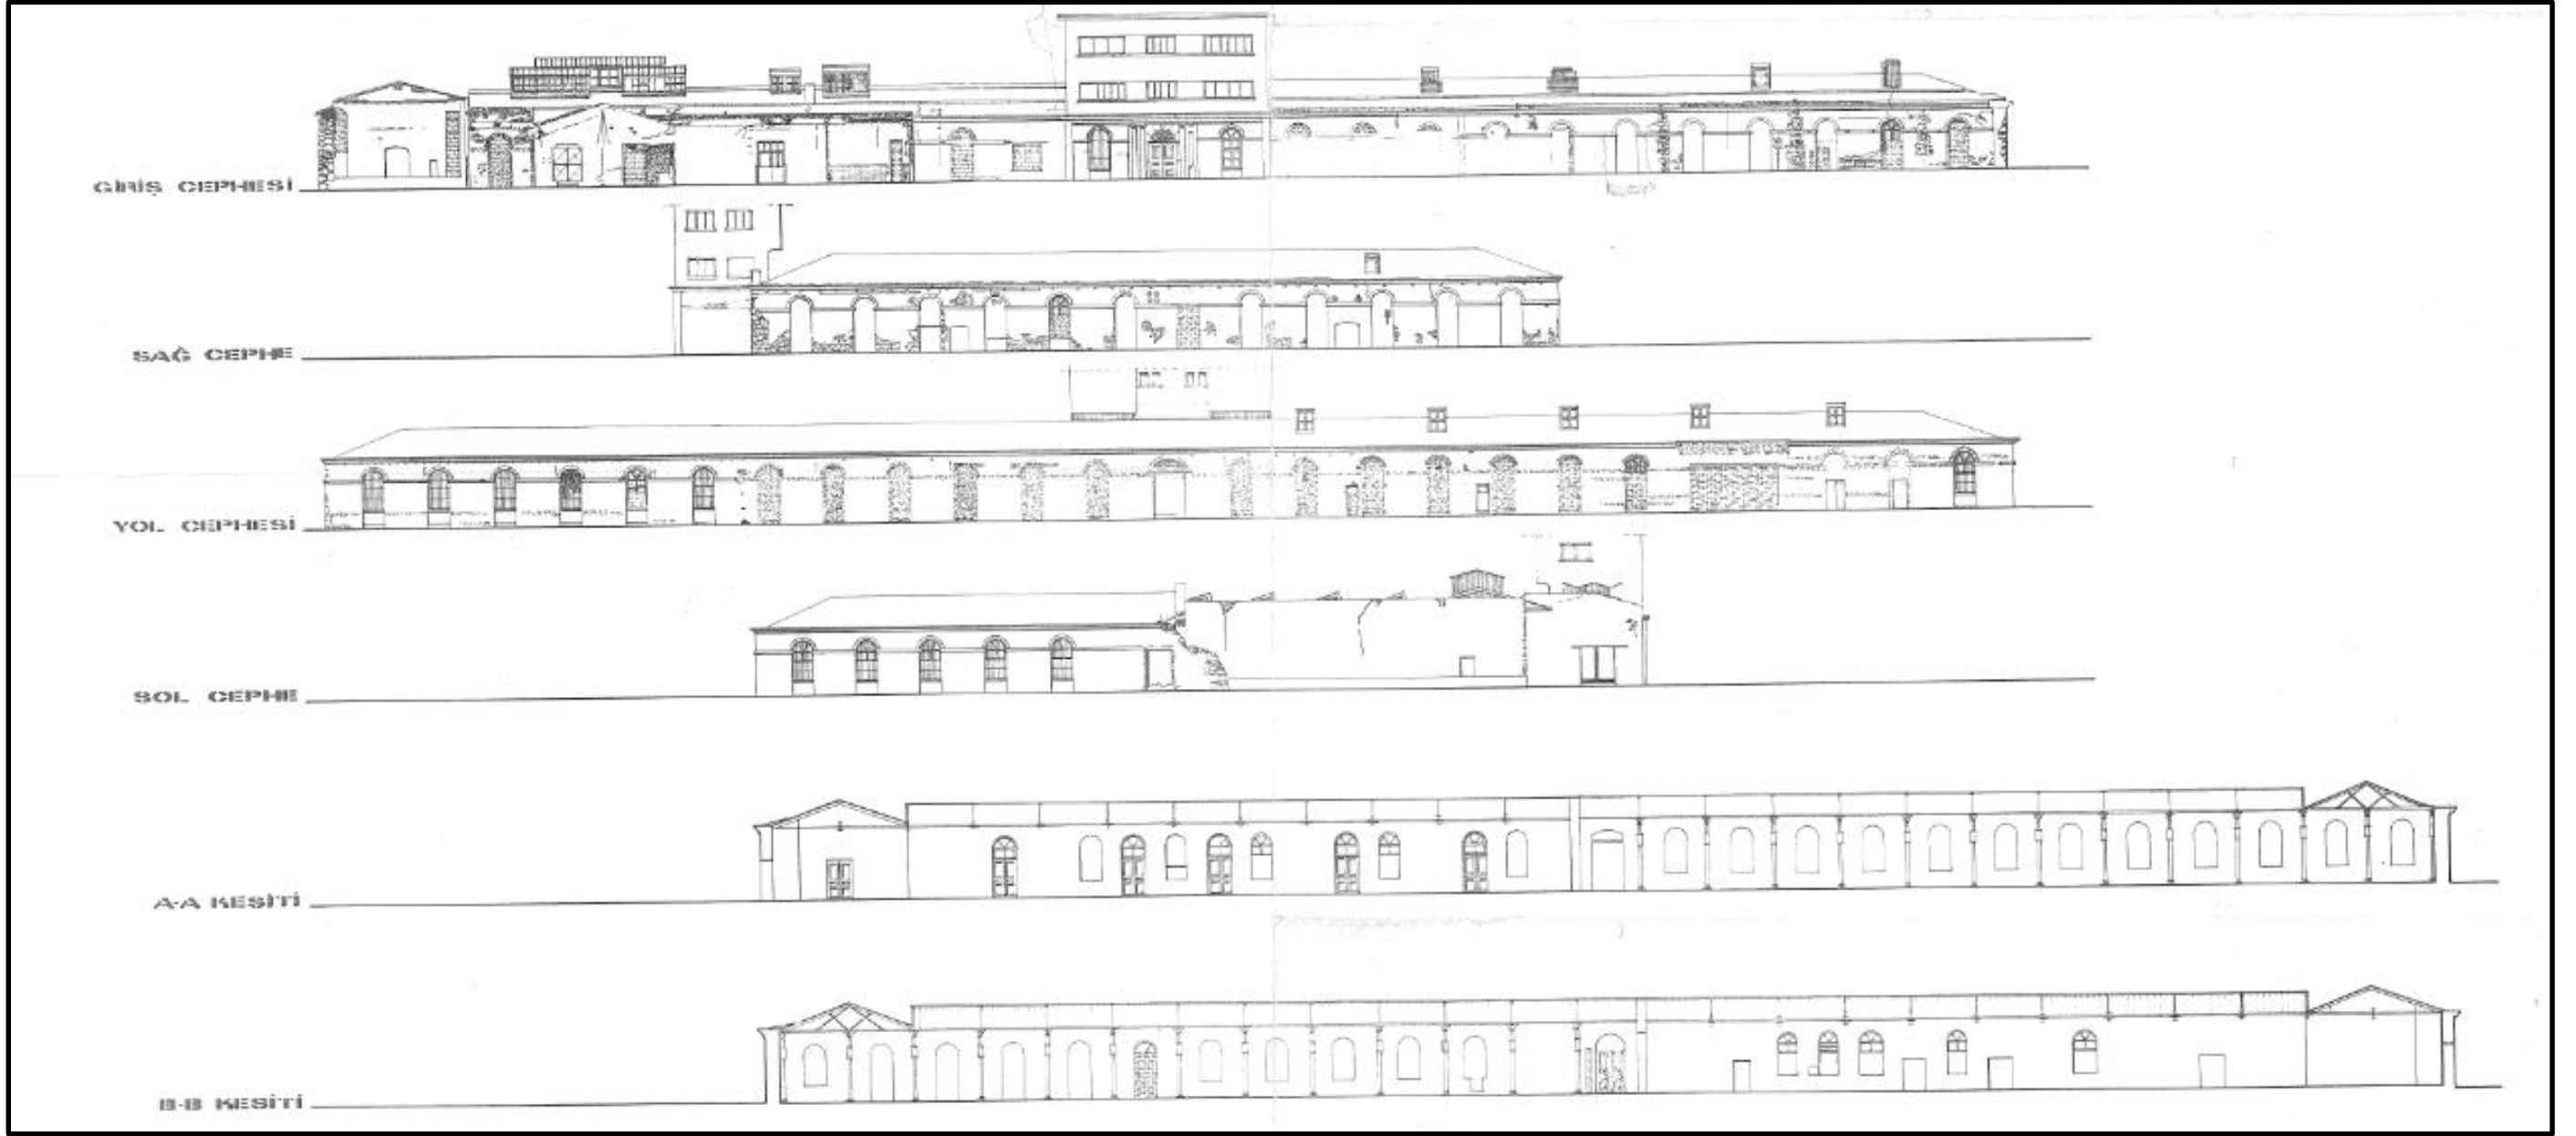 GİRİŞ CEPHESİ
SAĞ CEPHE
YOL CEPHESİ
SOL CEPHE
A-A KESİTİ
B-B KESİTİ